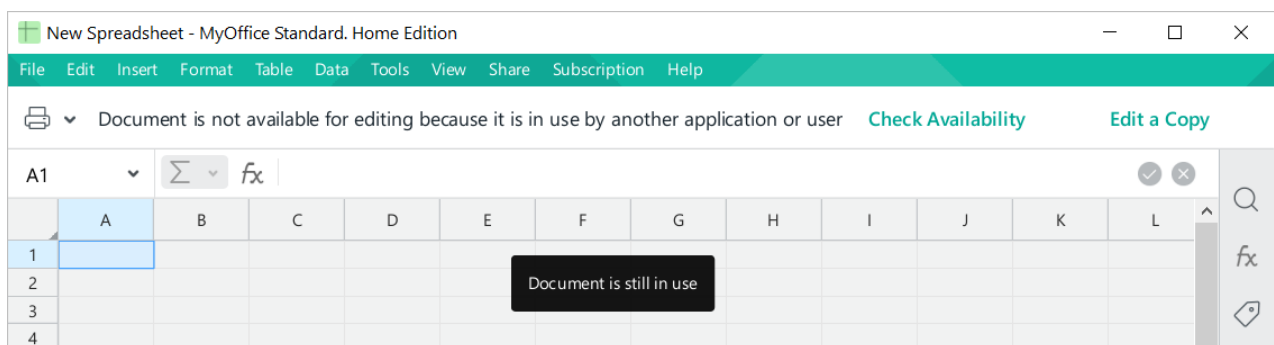 New Spreadsheet - MyOffice Standard. Home Edition
File Edit Insert Format Table Data Tools View Share Subscription Help
Document is not available for editing because it is in use by another application or user Check Availability Edit a Copy
A1 Σ fx
A B C D E F G H I J K L
1
2
Document is still in use
3
4
fx